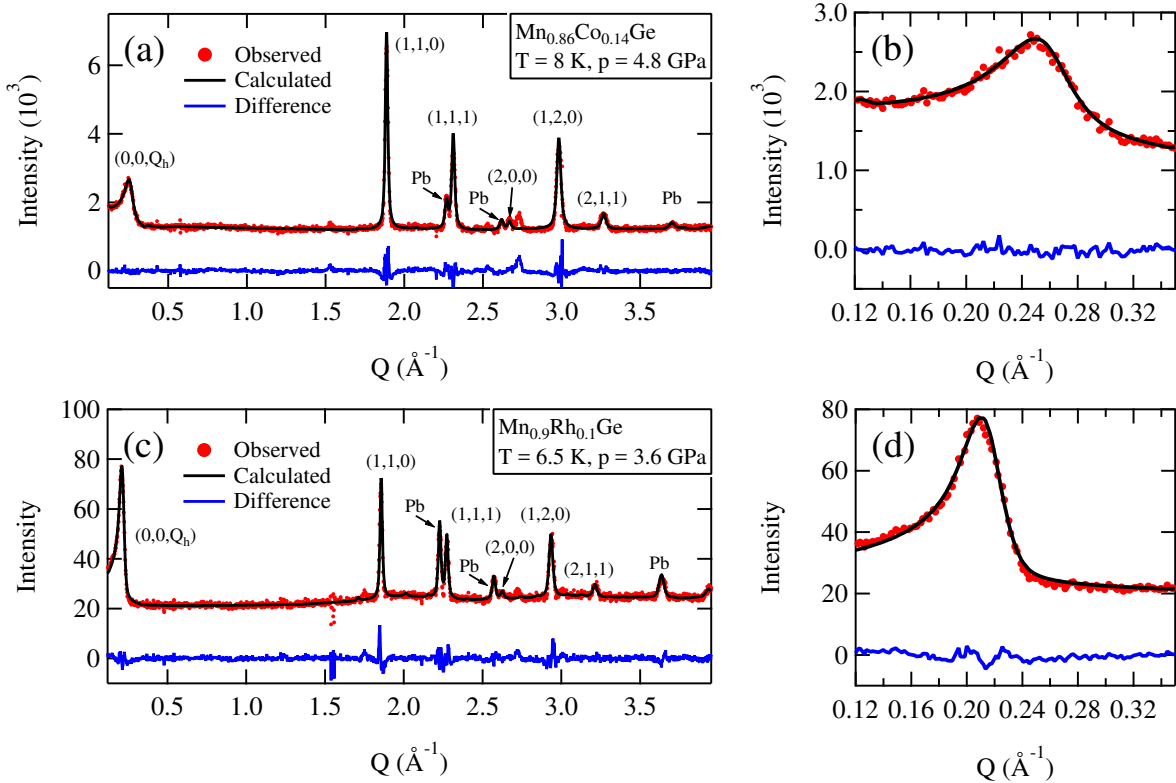 (a)
Observed
Calculated
Difference
Mn0.86Co0.14Ge
T = 8 K, p = 4.8 GPa
(0,0,Qh)
(1,1,0)
Pb
(1,1,1)
Pb
(2,0,0)
(1,2,0)
(2,1,1)
Pb
Intensity (10^3)
6
4
2
0
0.5
1.0
1.5
2.0
2.5
3.0
3.5
Q (Å^-1)
(b)
Intensity (10^3)
3.0
2.0
1.0
0.0
0.12
0.16
0.20
0.24
0.28
0.32
Q (Å^-1)
(c)
Observed
Calculated
Difference
Mn0.9Rh0.1Ge
T = 6.5 K, p = 3.6 GPa
(0,0,Qh)
(1,1,0)
Pb
(1,1,1)
Pb
(2,0,0)
(1,2,0)
(2,1,1)
Pb
Intensity
100
80
60
40
20
0
0.5
1.0
1.5
2.0
2.5
3.0
3.5
Q (Å^-1)
(d)
Intensity
80
60
40
20
0
0.12
0.16
0.20
0.24
0.28
0.32
Q (Å^-1)